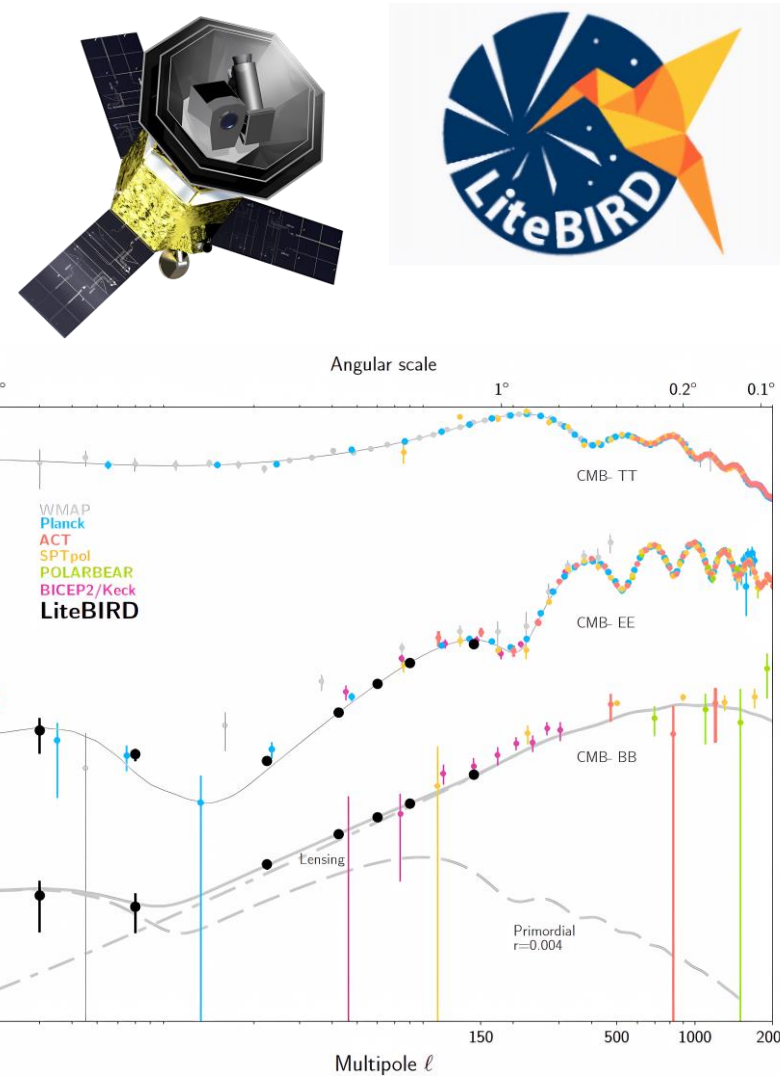 LiteBIRD
Angular scale
°
1°
0.2°
0.1°
CMB- TT
WMAP
Planck
ACT
SPTpol
POLARBEAR
BICEP2/Keck
LiteBIRD
CMB- EE
CMB- BB
Lensing
Primordial
r=0.004
150
500
1000
200
Multipole ℓ